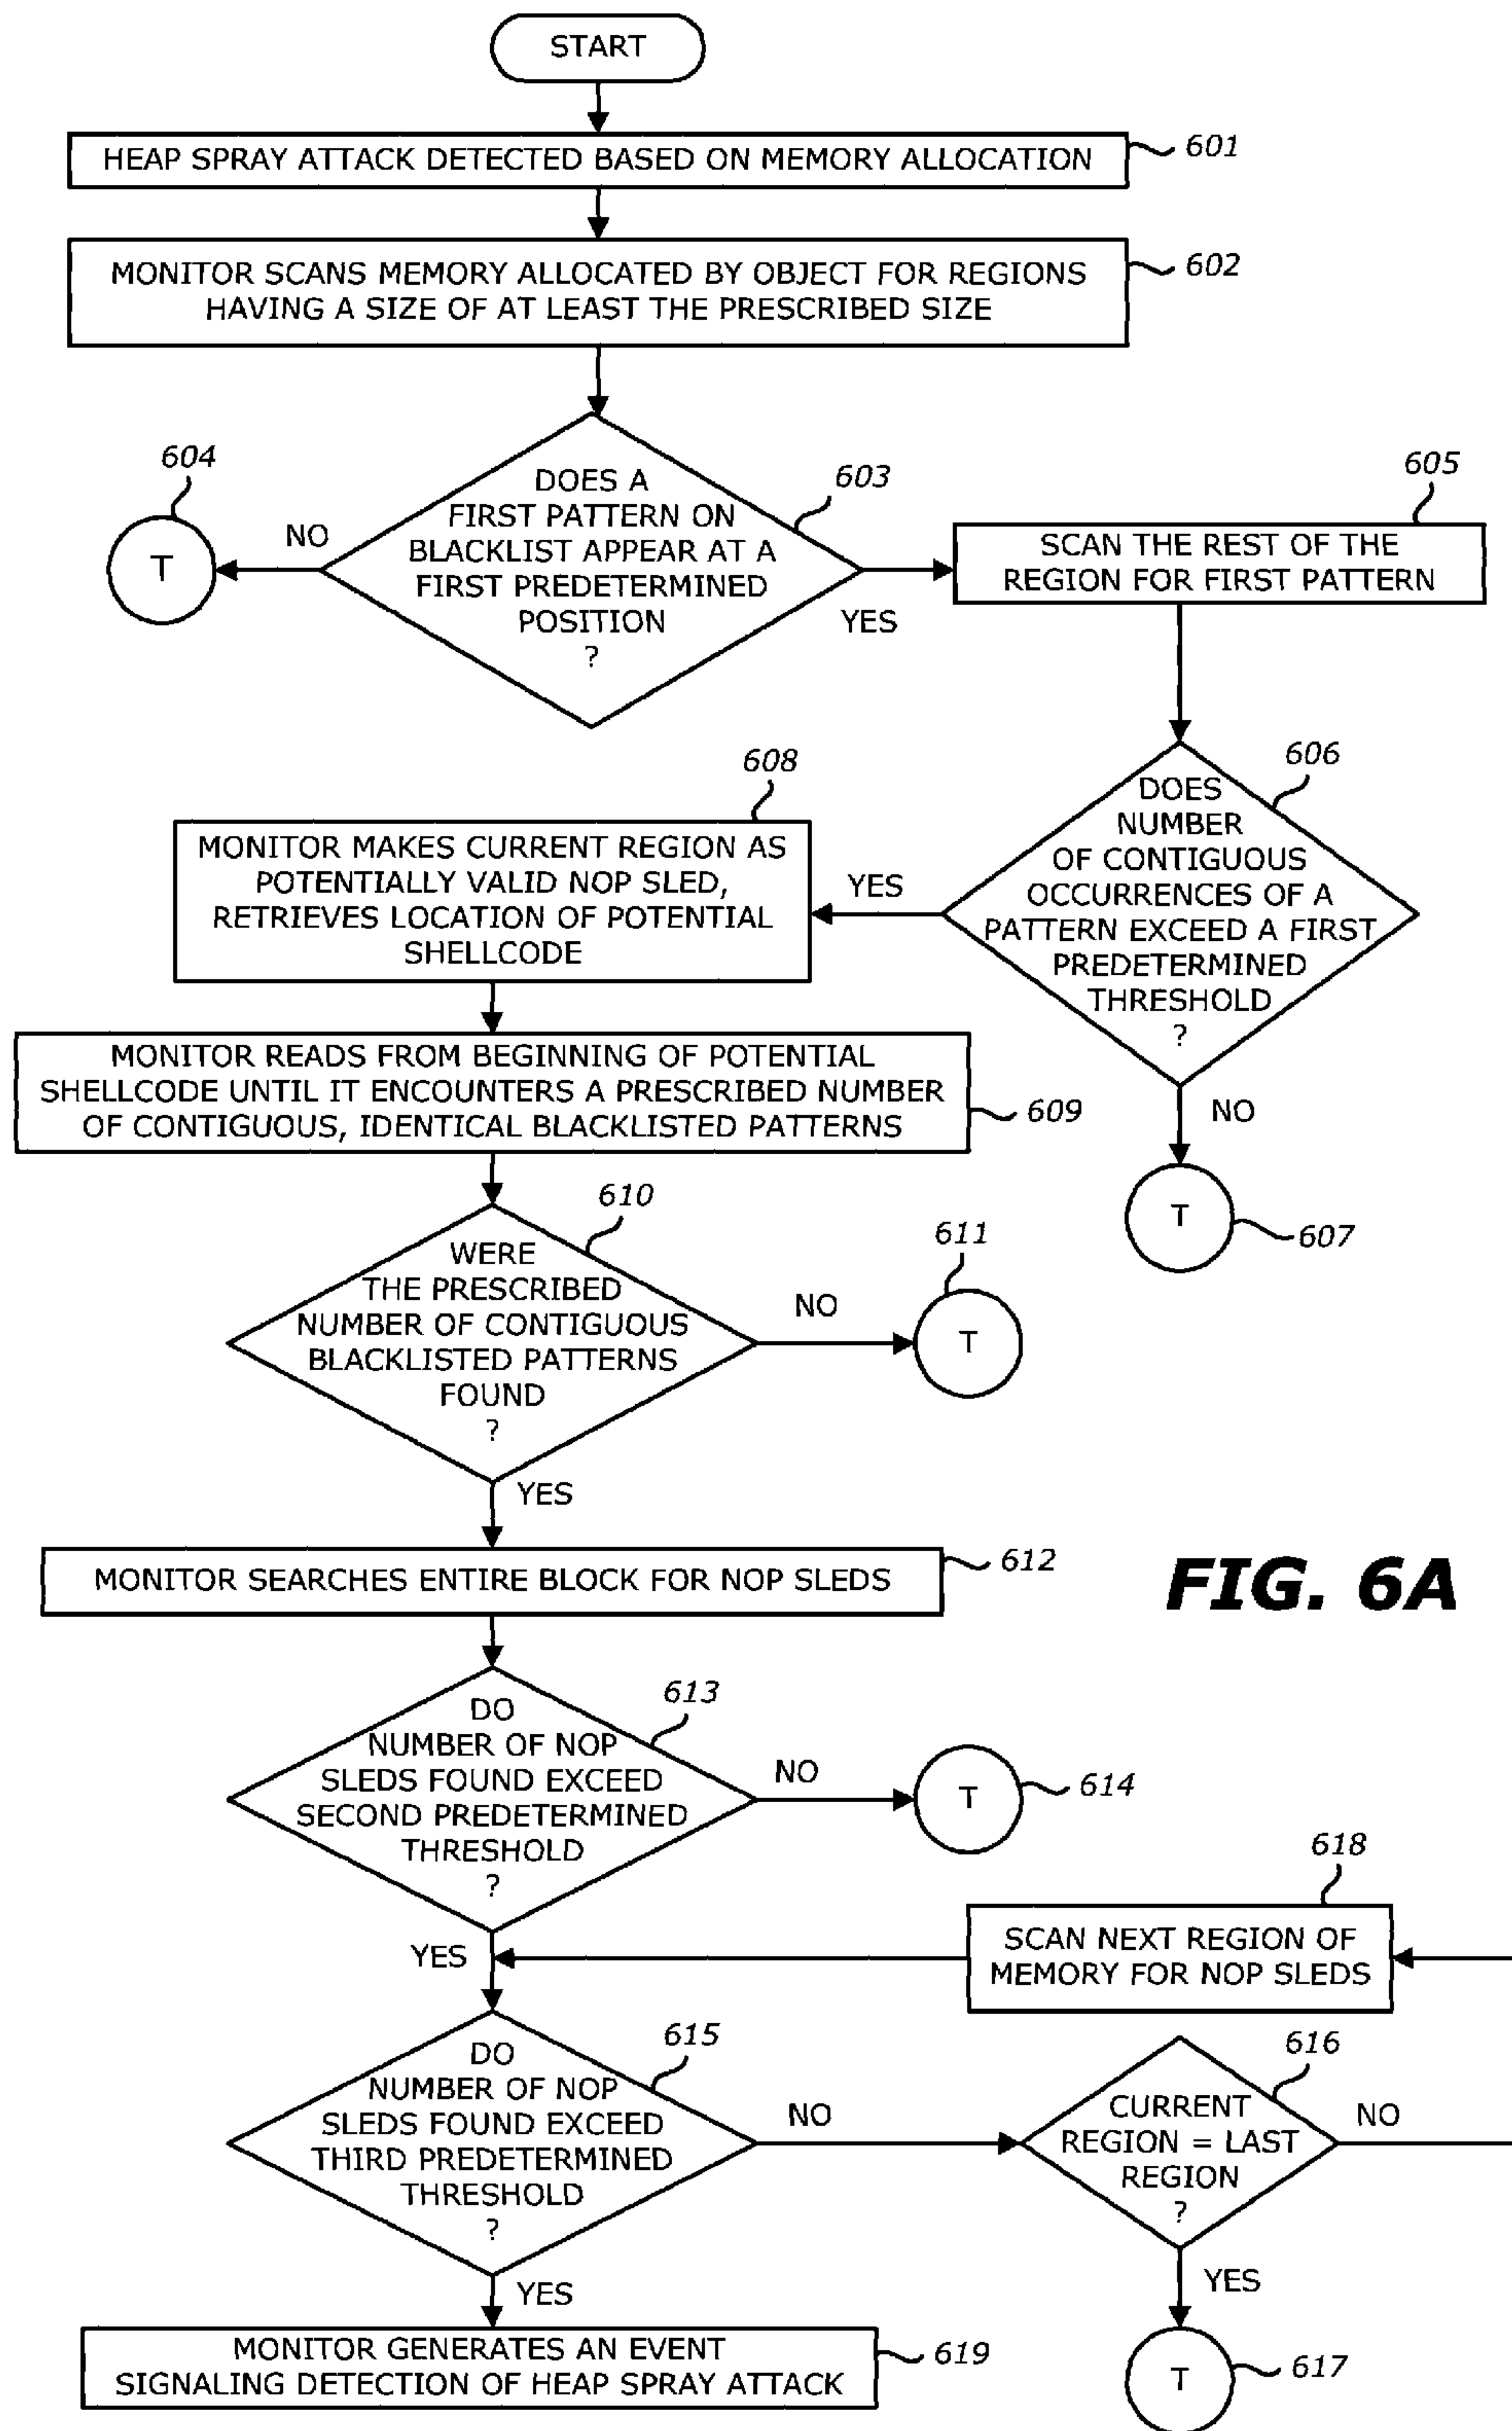 START
HEAP SPRAY ATTACK DETECTED BASED ON MEMORY ALLOCATION
601
MONITOR SCANS MEMORY ALLOCATED BY OBJECT FOR REGIONS
HAVING A SIZE OF AT LEAST THE PRESCRIBED SIZE
602
604
T
NO
DOES A
FIRST PATTERN ON
BLACKLIST APPEAR AT A
FIRST PREDETERMINED
POSITION
?
603
YES
605
SCAN THE REST OF THE
REGION FOR FIRST PATTERN
606
DOES
NUMBER
OF CONTIGUOUS
OCCURRENCES OF A
PATTERN EXCEED A FIRST
PREDETERMINED
THRESHOLD
?
YES
NO
T
607
608
MONITOR MAKES CURRENT REGION AS
POTENTIALLY VALID NOP SLED,
RETRIEVES LOCATION OF POTENTIAL
SHELLCODE
MONITOR READS FROM BEGINNING OF POTENTIAL
SHELLCODE UNTIL IT ENCOUNTERS A PRESCRIBED NUMBER
OF CONTIGUOUS, IDENTICAL BLACKLISTED PATTERNS
609
610
WERE
THE PRESCRIBED
NUMBER OF CONTIGUOUS
BLACKLISTED PATTERNS
FOUND
?
NO
611
T
YES
MONITOR SEARCHES ENTIRE BLOCK FOR NOP SLEDS
612
FIG. 6A
613
DO
NUMBER OF NOP
SLEDS FOUND EXCEED
SECOND PREDETERMINED
THRESHOLD
?
NO
T
614
YES
618
SCAN NEXT REGION OF
MEMORY FOR NOP SLEDS
615
DO
NUMBER OF NOP
SLEDS FOUND EXCEED
THIRD PREDETERMINED
THRESHOLD
?
NO
616
CURRENT
REGION = LAST
REGION
?
NO
YES
T
617
YES
MONITOR GENERATES AN EVENT
SIGNALING DETECTION OF HEAP SPRAY ATTACK
619